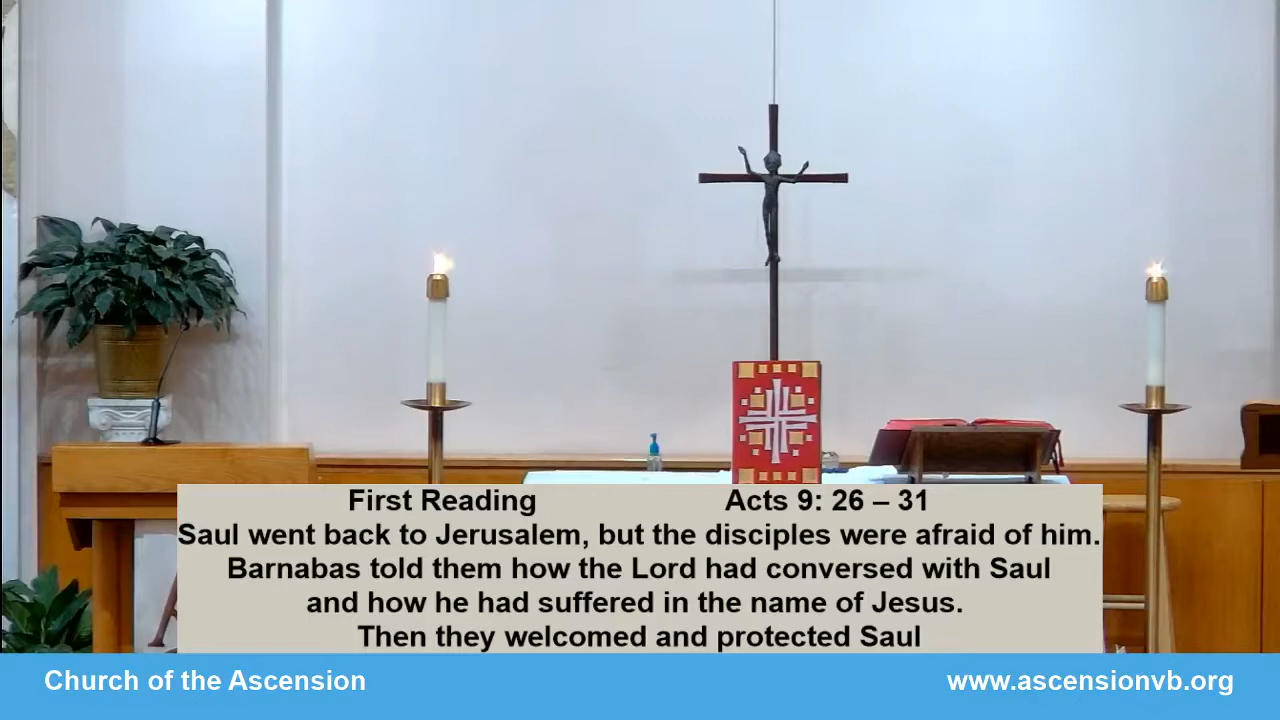 First Reading Acts 9: 26 – 31
Saul went back to Jerusalem, but the disciples were afraid of him.
Barnabas told them how the Lord had conversed with Saul
and how he had suffered in the name of Jesus.
Then they welcomed and protected Saul
Church of the Ascension www.ascensionvb.org